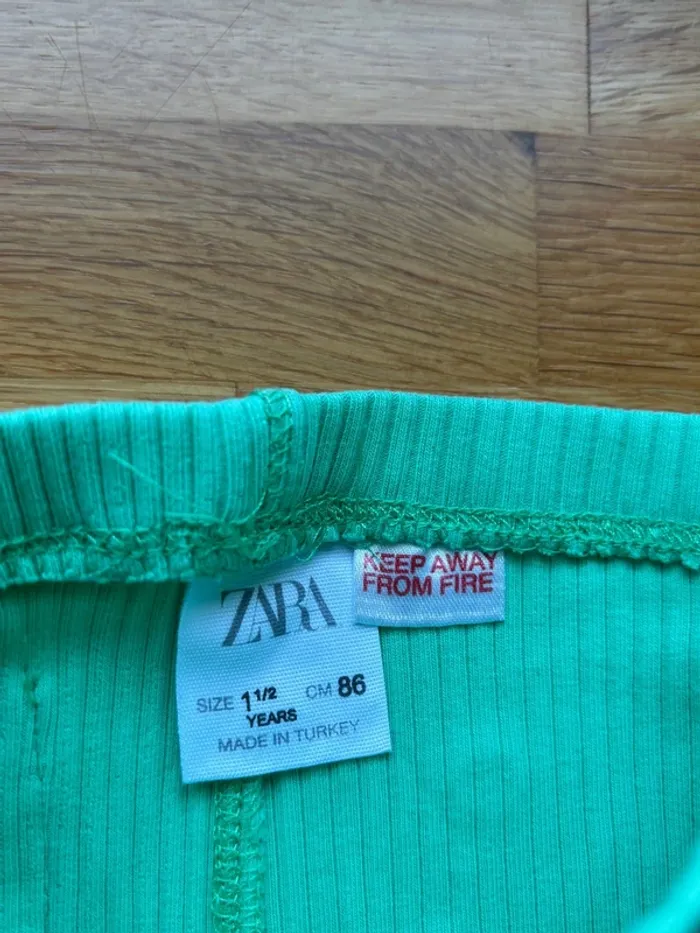 ZARA
SIZE 1 1/2 CM 86
YEARS
MADE IN TURKEY
KEEP AWAY
FROM FIRE